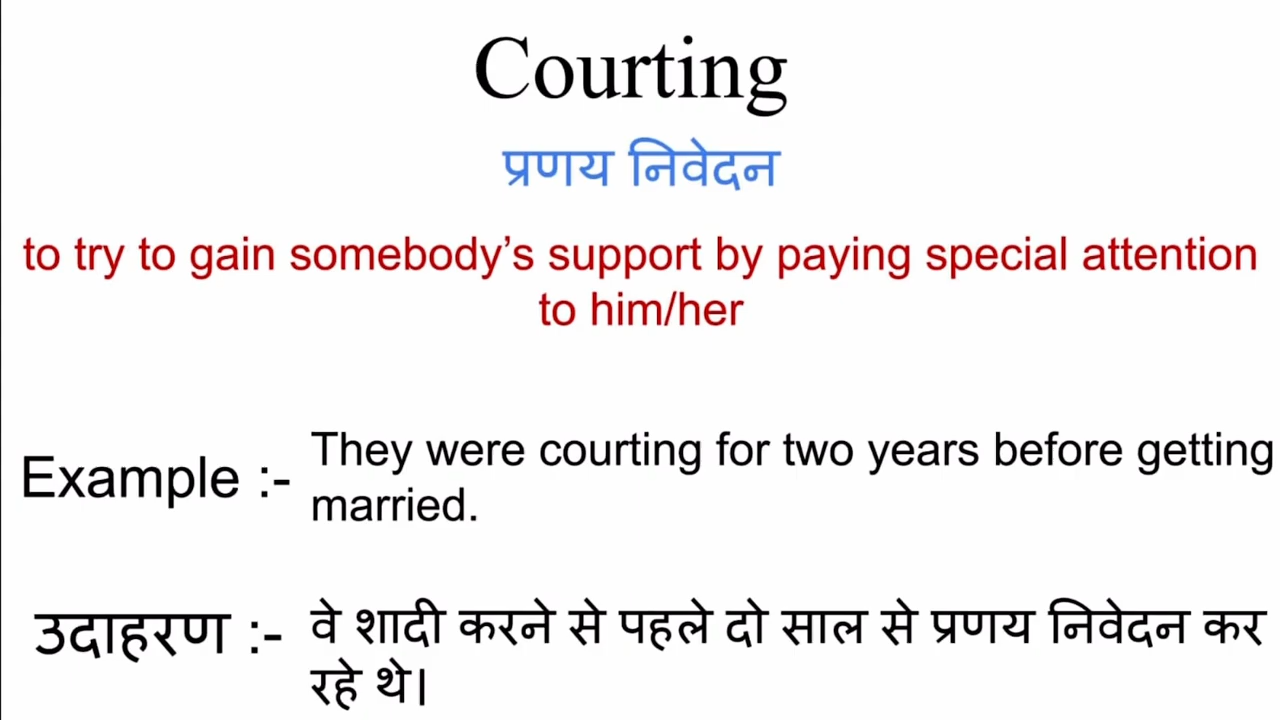 Courting
प्रणय निवेदन
to try to gain somebody’s support by paying special attention
to him/her
Example :- They were courting for two years before getting
married.
उदाहरण :- वे शादी करने से पहले दो साल से प्रणय निवेदन कर
रहे थे।